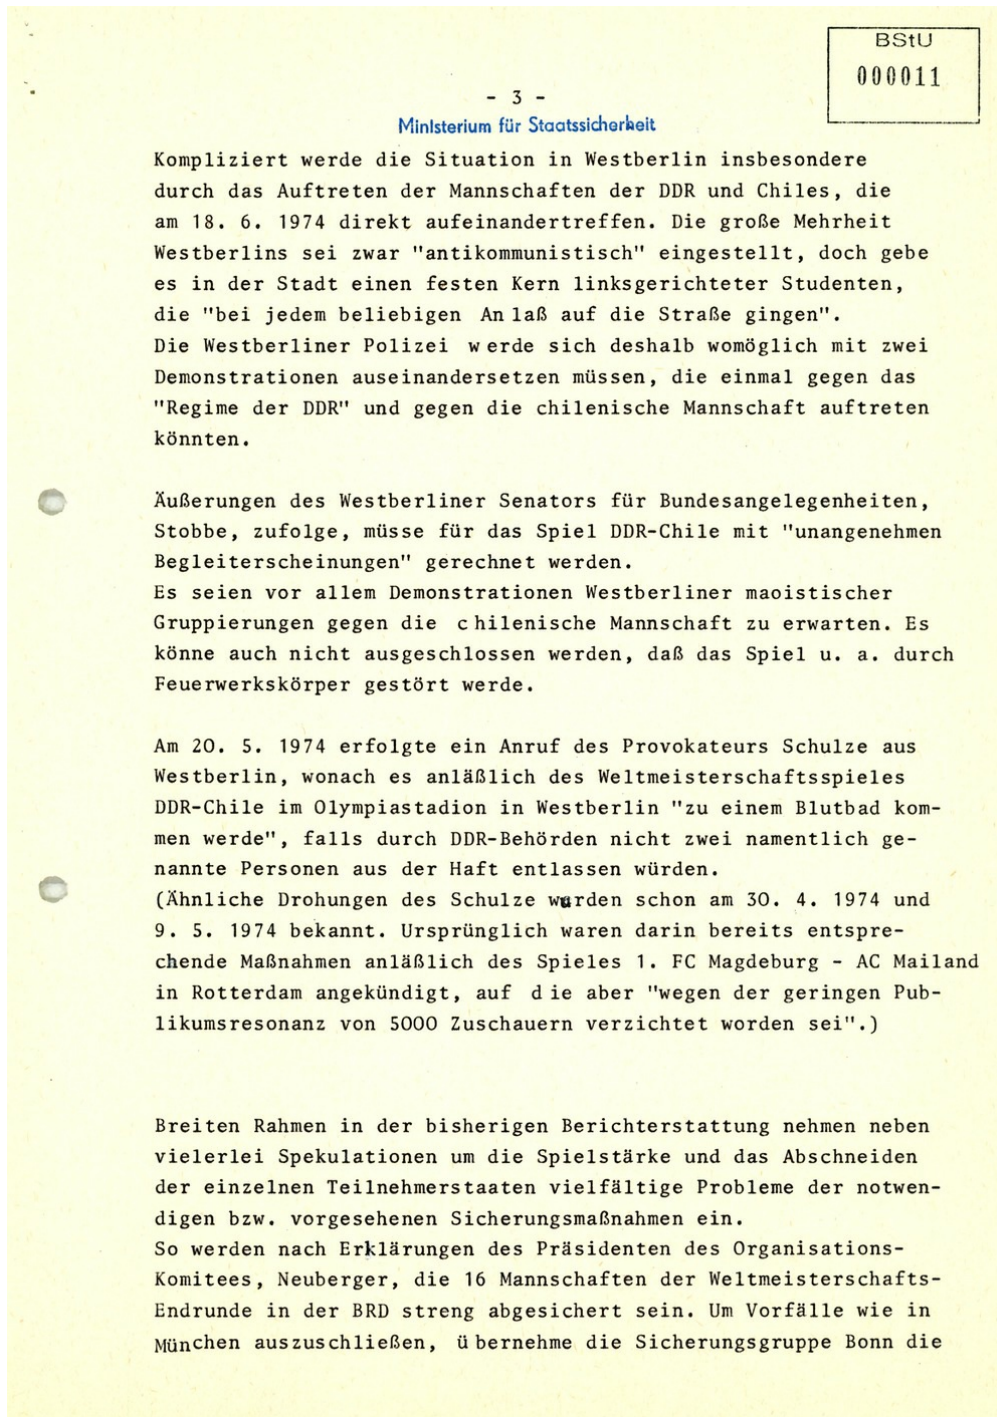 BStU
000011
- 3 -
Ministerium für Staatssicherheit
Kompliziert werde die Situation in Westberlin insbesondere
durch das Auftreten der Mannschaften der DDR und Chiles, die
am 18. 6. 1974 direkt aufeinandertreffen. Die große Mehrheit
Westberlins sei zwar "antikommunistisch" eingestellt, doch gebe
es in der Stadt einen festen Kern linksgerichteter Studenten,
die "bei jedem beliebigen Anlaß auf die Straße gingen".
Die Westberliner Polizei werde sich deshalb womöglich mit zwei
Demonstrationen auseinandersetzen müssen, die einmal gegen das
"Regime der DDR" und gegen die chilenische Mannschaft auftreten
könnten.
Äußerungen des Westberliner Senators für Bundesangelegenheiten,
Stobbe, zufolge, müsse für das Spiel DDR-Chile mit "unangenehmen
Begleiterscheinungen" gerechnet werden.
Es seien vor allem Demonstrationen Westberliner maoistischer
Gruppierungen gegen die chilenische Mannschaft zu erwarten. Es
könne auch nicht ausgeschlossen werden, daß das Spiel u. a. durch
Feuerwerkskörper gestört werde.
Am 20. 5. 1974 erfolgte ein Anruf des Provokateurs Schulze aus
Westberlin, wonach es anläßlich des Weltmeisterschaftsspieles
DDR-Chile im Olympiastadion in Westberlin "zu einem Blutbad kom-
men werde", falls durch DDR-Behörden nicht zwei namentlich ge-
nannte Personen aus der Haft entlassen würden.
(Ähnliche Drohungen des Schulze wurden schon am 30. 4. 1974 und
9. 5. 1974 bekannt. Ursprünglich waren darin bereits entspre-
chende Maßnahmen anläßlich des Spieles 1. FC Magdeburg - AC Mailand
in Rotterdam angekündigt, auf die aber "wegen der geringen Pub-
likumsresonanz von 5000 Zuschauern verzichtet worden sei".)
Breiten Rahmen in der bisherigen Berichterstattung nehmen neben
vielerlei Spekulationen um die Spielstärke und das Abschneiden
der einzelnen Teilnehmerstaaten vielfältige Probleme der notwen-
digen bzw. vorgesehenen Sicherungsmaßnahmen ein.
So werden nach Erklärungen des Präsidenten des Organisations-
Komitees, Neuberger, die 16 Mannschaften der Weltmeisterschafts-
Endrunde in der BRD streng abgesichert sein. Um Vorfälle wie in
München auszuschließen, übernehme die Sicherungsgruppe Bonn die